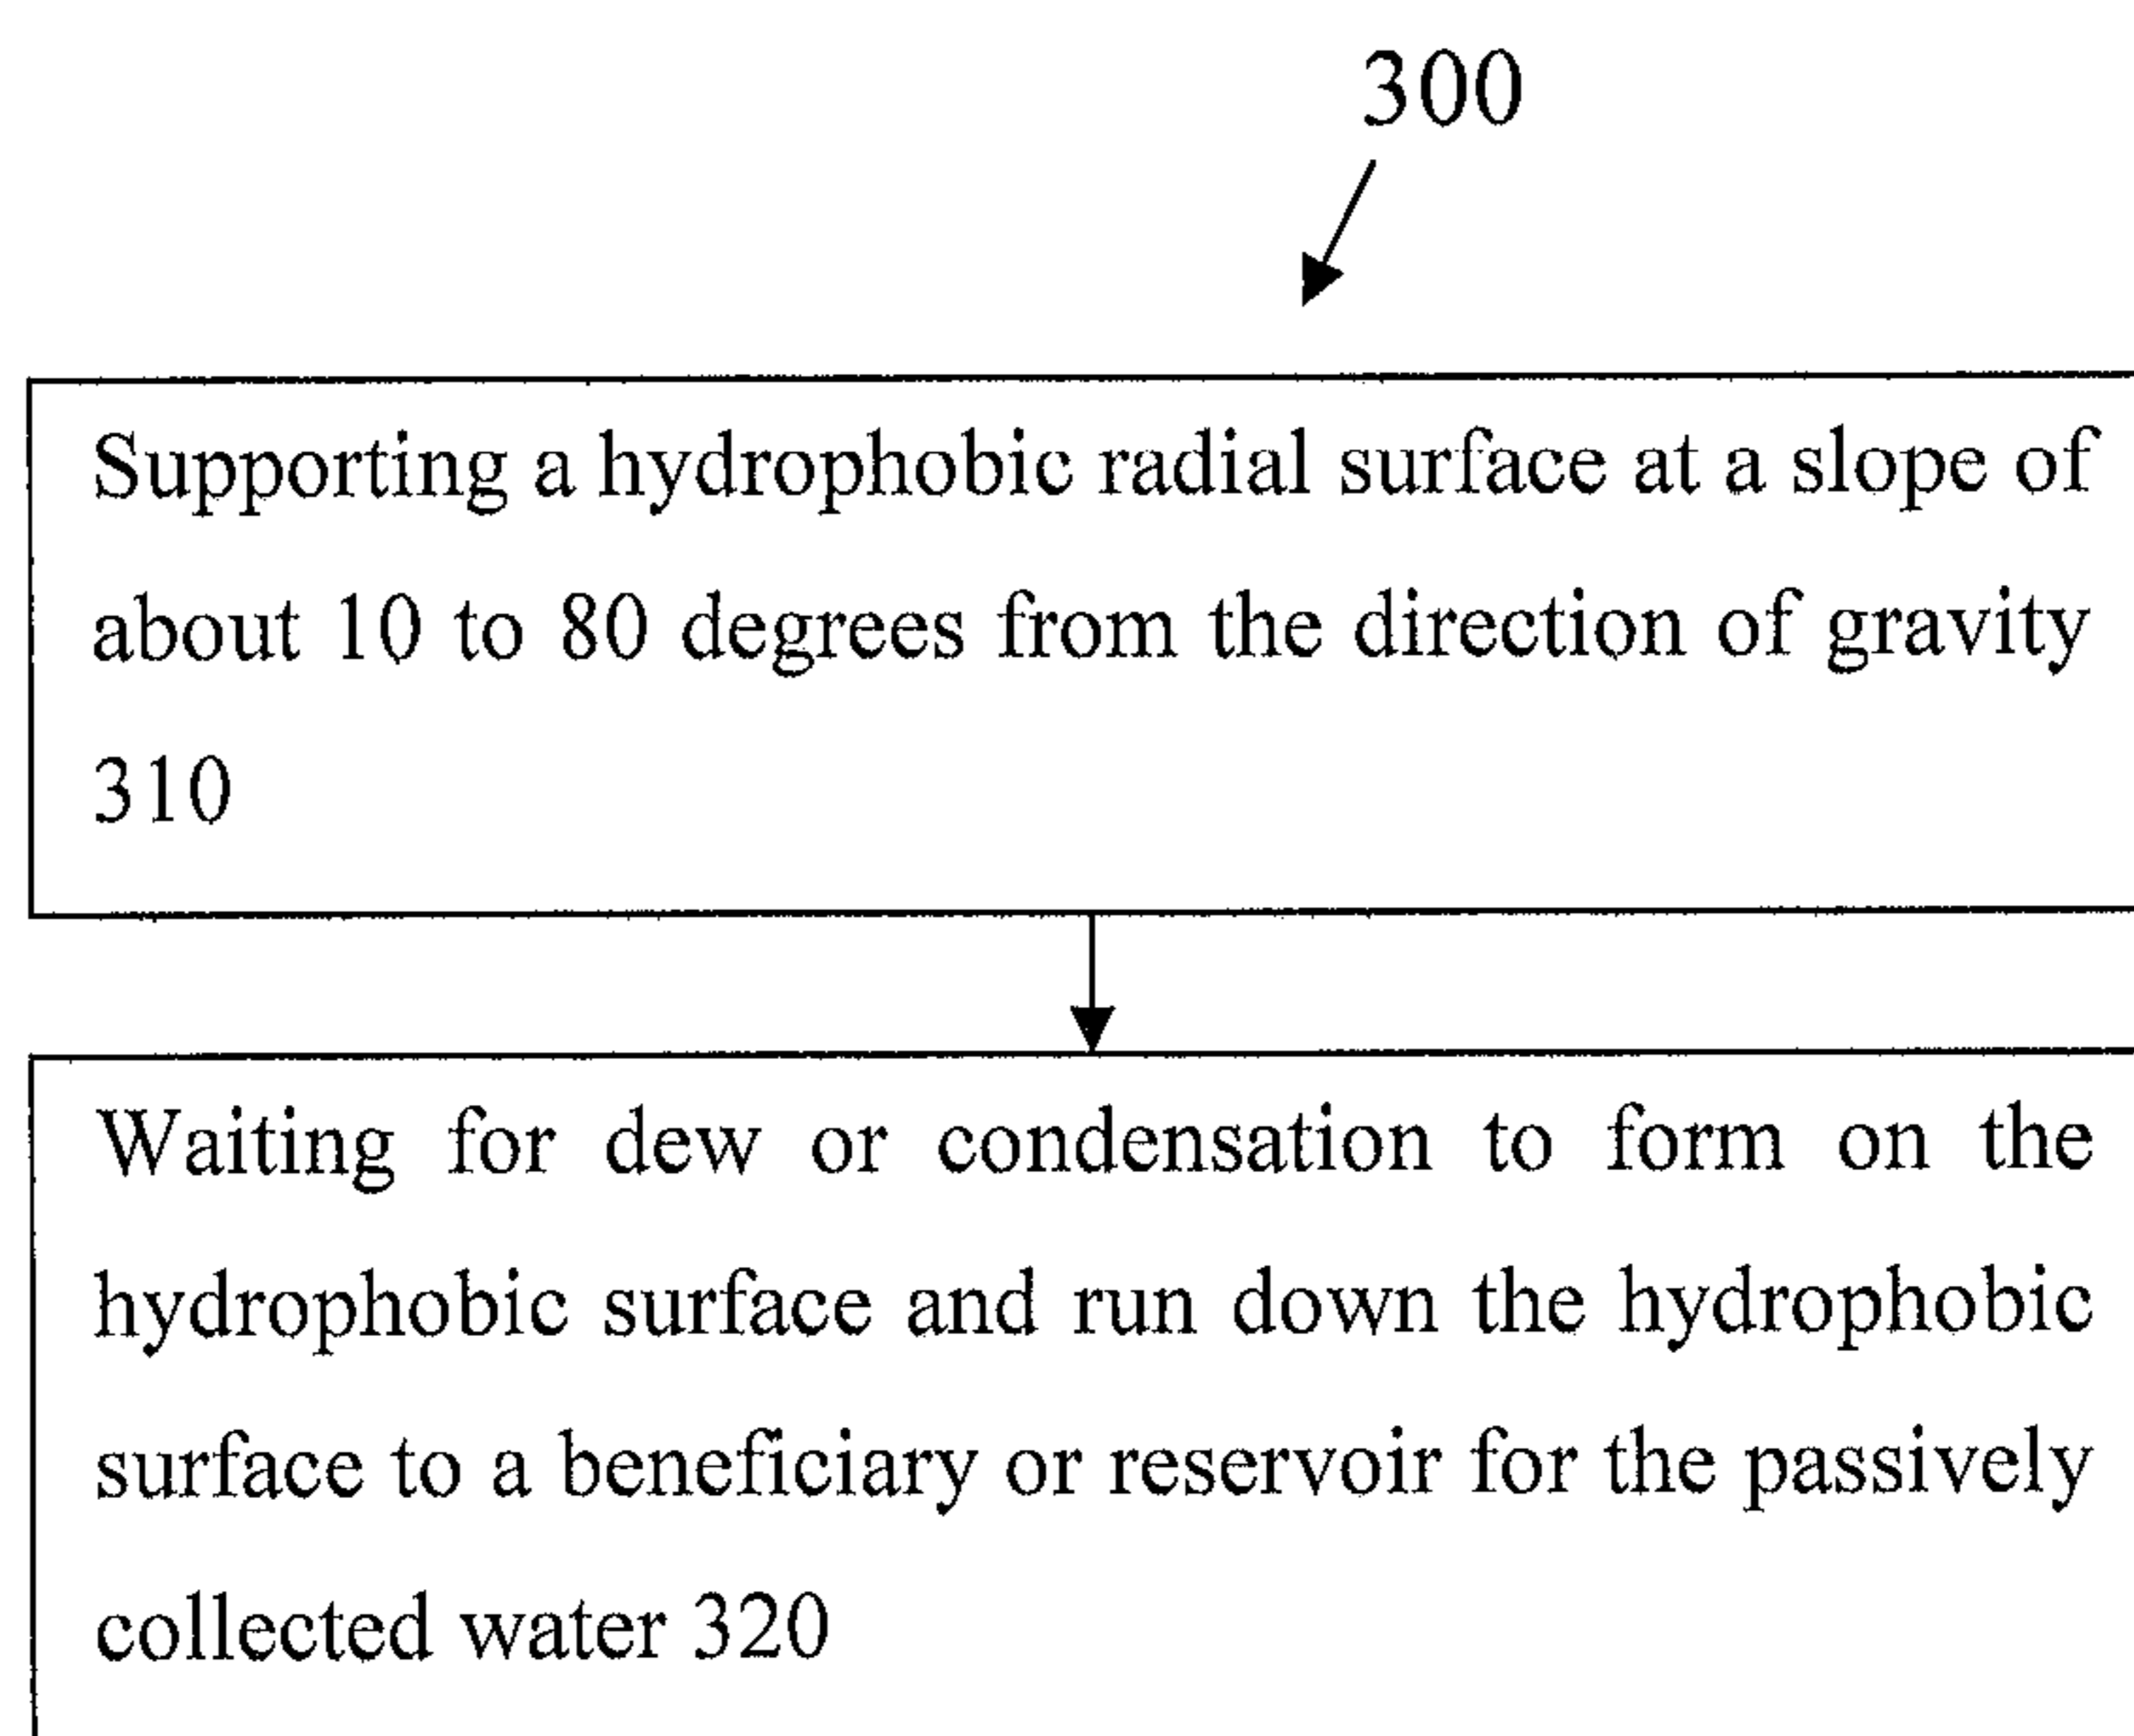 300
Supporting a hydrophobic radial surface at a slope of
about 10 to 80 degrees from the direction of gravity
310
Waiting for dew or condensation to form on the
hydrophobic surface and run down the hydrophobic
surface to a beneficiary or reservoir for the passively
collected water 320